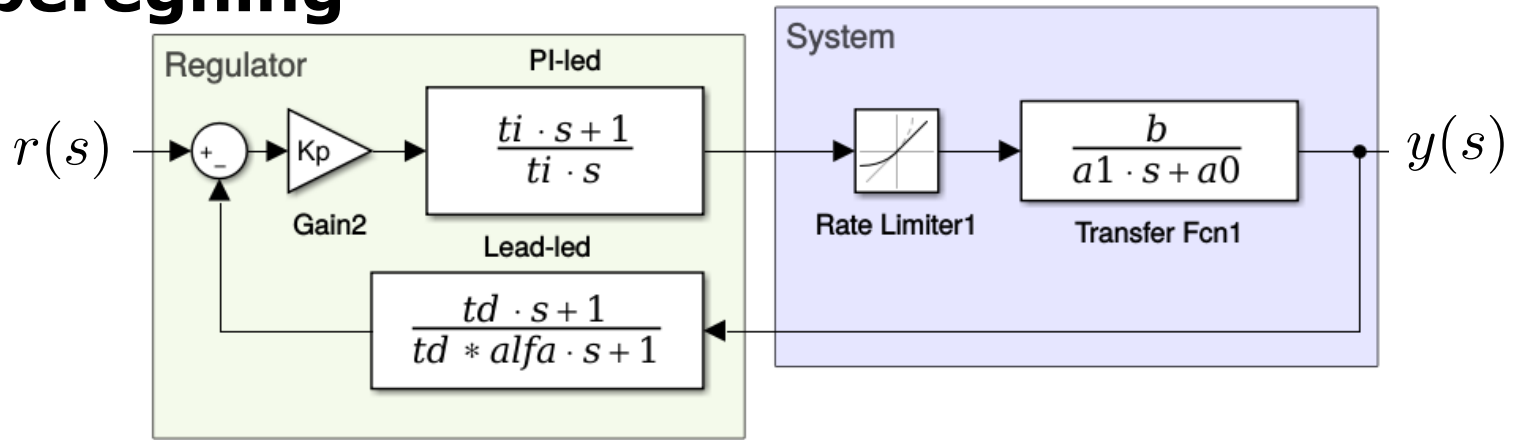 beregning
Regulator
PI-led
System
r(s)
+
_
Kp
ti · s + 1
ti · s
b
a1 · s + a0
y(s)
Gain2
Rate Limiter1
Transfer Fcn1
Lead-led
td · s + 1
td * alfa · s + 1